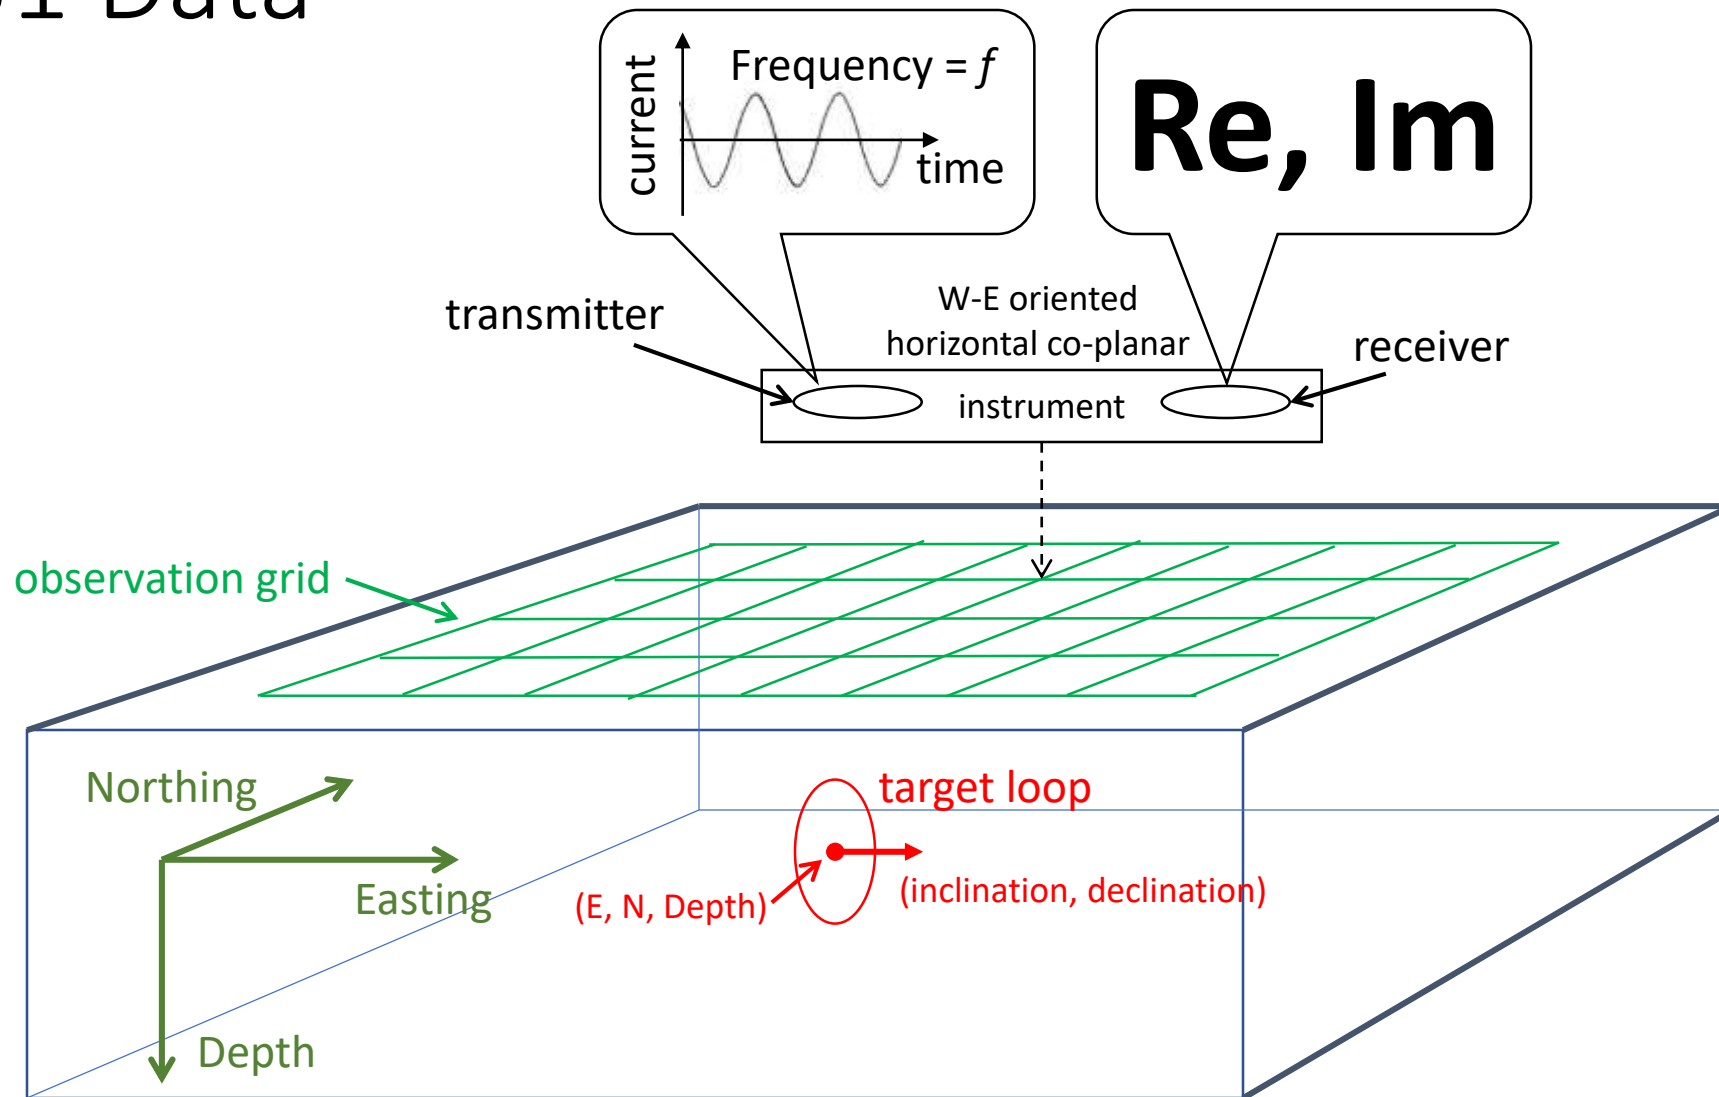 Data
current
Frequency = f
time
Re, Im
transmitter
W-E oriented
horizontal co-planar
receiver
instrument
observation grid
Northing
Easting
Depth
target loop
(E, N, Depth)
(inclination, declination)